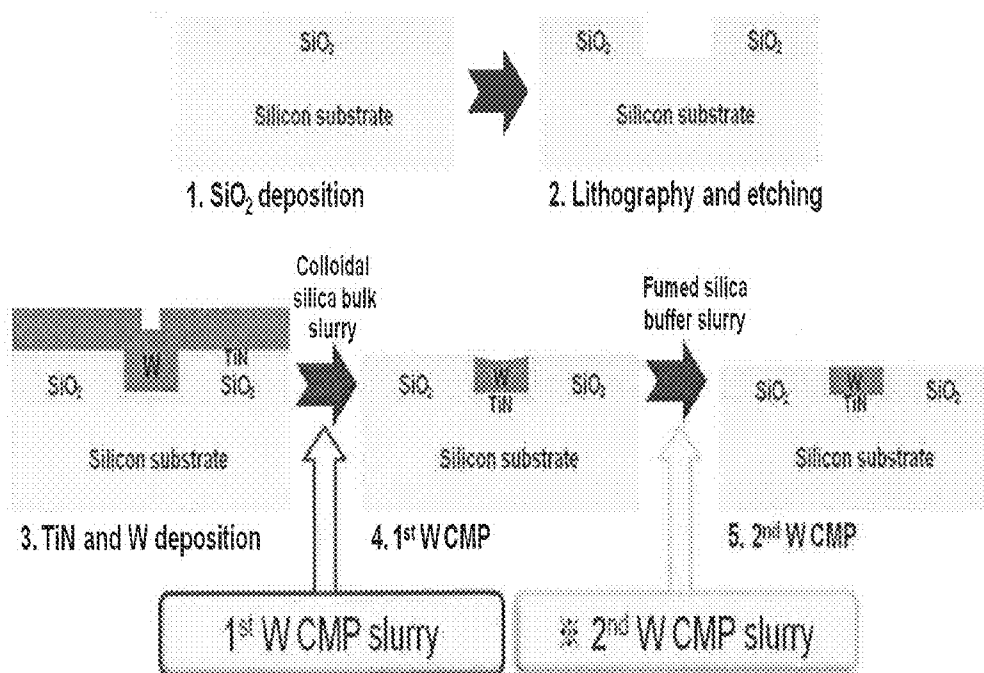 SiO₂
Silicon substrate
1. SiO₂ deposition
SiO₂ SiO₂
Silicon substrate
2. Lithography and etching
Colloidal
silica bulk
slurry
Fumed silica
buffer slurry
W TiN
SiO₂ SiO₂
Silicon substrate
3. TiN and W deposition
SiO₂ W SiO₂
TiN
Silicon substrate
4. 1st W CMP
SiO₂ W SiO₂
TiN
Silicon substrate
5. 2nd W CMP
1st W CMP slurry
※ 2nd W CMP slurry